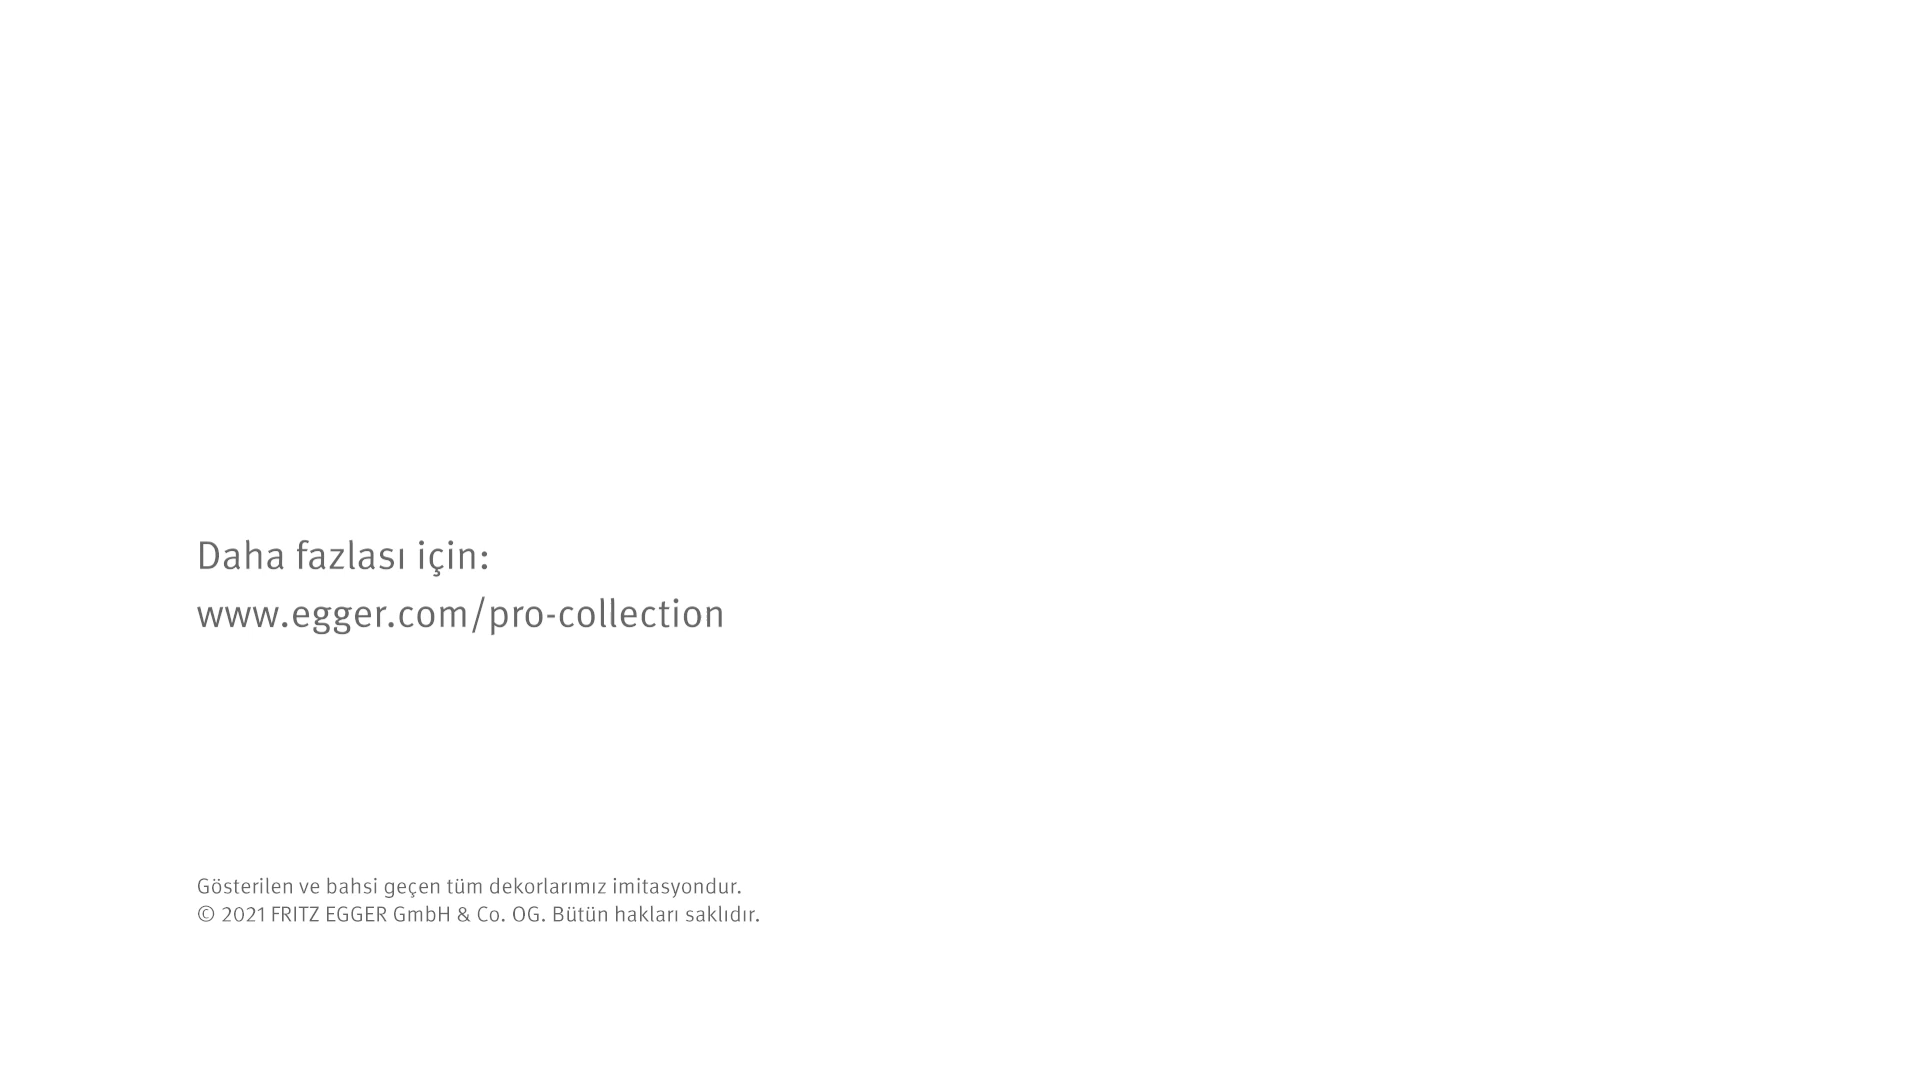 Daha fazlası için:
www.egger.com/pro-collection
Gösterilen ve bahsi geçen tüm dekorlarımız imitasyondur.
© 2021 FRITZ EGGER GmbH & Co. OG. Bütün hakları saklıdır.